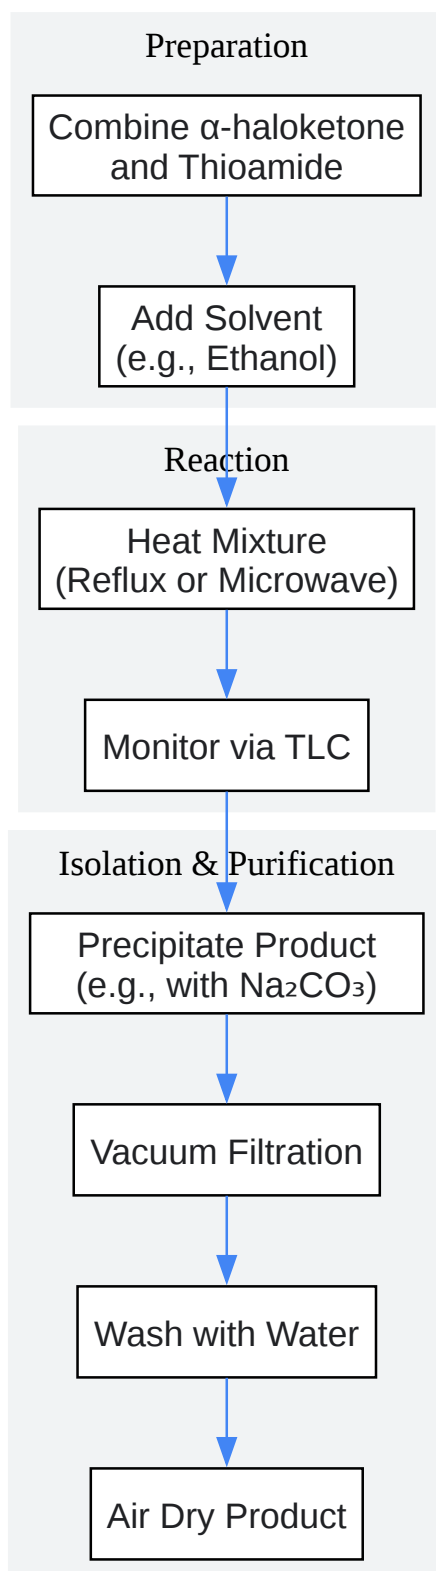 Preparation
Combine α-haloketone
and Thioamide
Add Solvent
(e.g., Ethanol)
Reaction
Heat Mixture
(Reflux or Microwave)
Monitor via TLC
Isolation & Purification
Precipitate Product
(e.g., with Na₂CO₃)
Vacuum Filtration
Wash with Water
Air Dry Product